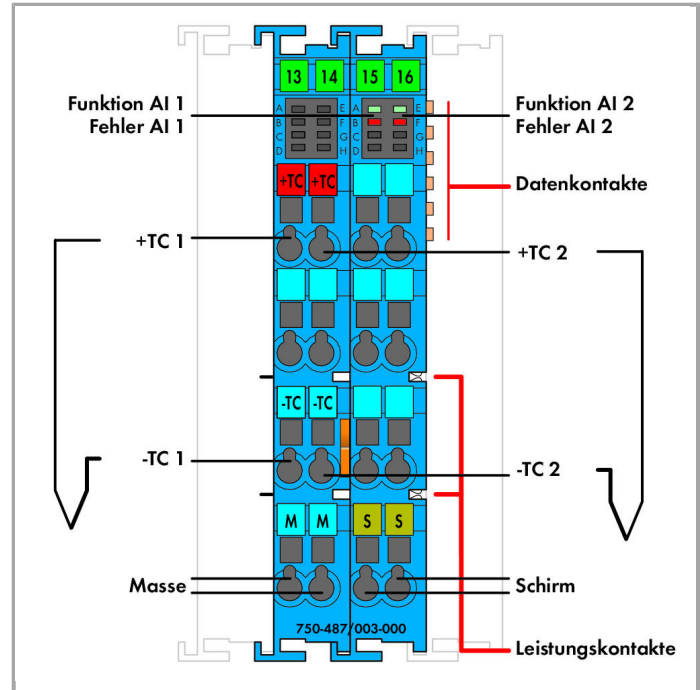 13 14 15 16
Funktion AI 1
Fehler AI 1
Funktion AI 2
Fehler AI 2
A E A E
B F B F
C G C G
D H D H
+TC +TC
Datenkontakte
+TC 1
+TC 2
-TC -TC
-TC 1
-TC 2
M M S S
Masse
Schirm
750-487/003-000
Leistungskontakte